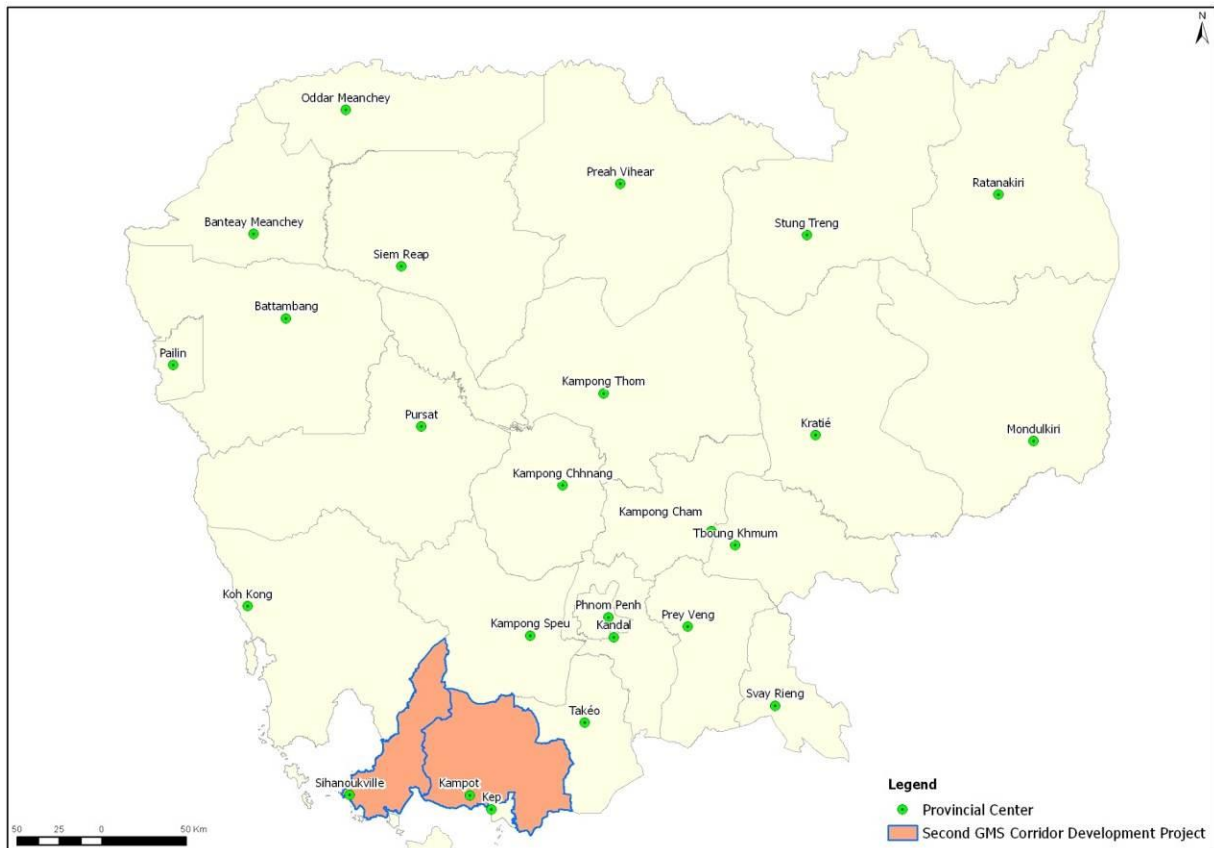 N
Oddar Meanchey
Preah Vihear
Ratanakiri
Banteay Meanchey
Stung Treng
Siem Reap
Battambang
Pailin
Kampong Thom
Pursat
Kratié
Mondulkiri
Kampong Chhnang
Kampong Cham
Tboung Khmum
Koh Kong
Phnom Penh
Prey Veng
Kampong Speu
Kandal
Svay Rieng
Takéo
Sihanoukville
Kampot
Kep
Legend
Provincial Center
Second GMS Corridor Development Project
50 25 0 50 Km